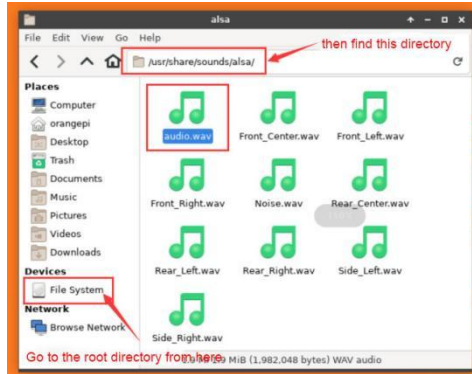 alsa
File Edit View Go Help
then find this directory
/usr/share/sounds/alsa/
Places
Computer
orangepi
Desktop
Trash
Documents
Music
Pictures
Videos
Downloads
Devices
File System
Network
Browse Network
audio.wav Front_Center.wav Front_Left.wav
Front_Right.wav Noise.wav Rear_Center.wav
Rear_Left.wav Rear_Right.wav Side_Left.wav
Side_Right.wav
Go to the root directory from here
MiB (1,982,048 bytes) WAV audio